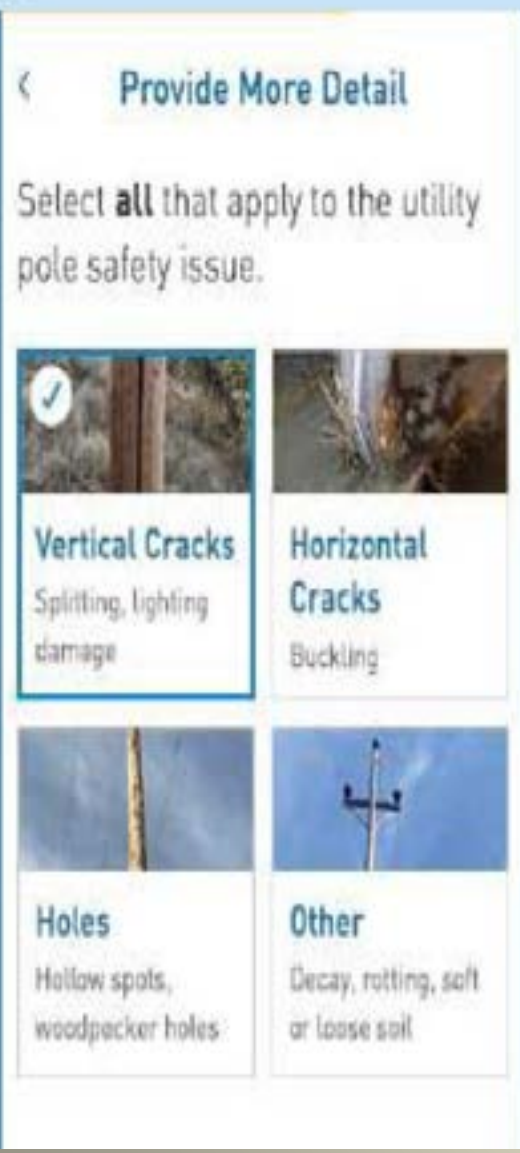 Provide More Detail
Select all that apply to the utility
pole safety issue.
Vertical Cracks
Splitting, lighting
damage
Horizontal
Cracks
Buckling
Holes
Hollow spots,
woodpecker holes
Other
Decay, rotting, soft
or loose soil